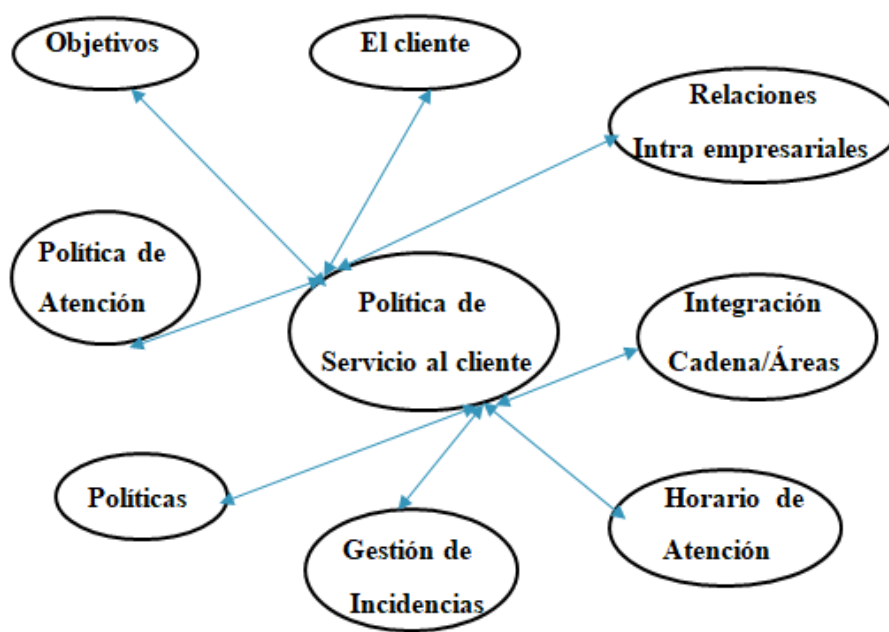 Objetivos
El cliente
Relaciones
Intra empresariales
Política de
Atención
Política de
Servicio al cliente
Integración
Cadena/Áreas
Políticas
Gestión de
Incidencias
Horario de
Atención